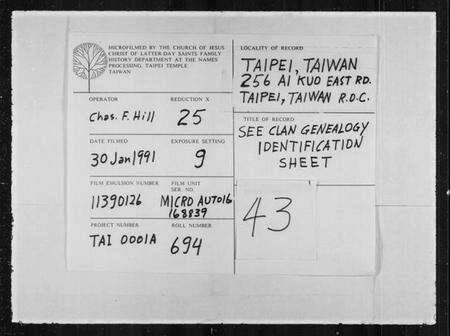 MICROFILMED BY THE CHURCH OF JESUS
CHRIST OF LATTER-DAY SAINTS FAMILY
HISTORY DEPARTMENT AT THE NAMES
PROCESSING, TAIPEI TEMPLE
TAIWAN
OPERATOR
Chas. F. Hill
REDUCTION X
25
DATE FILMED
30 Jan 1991
EXPOSURE SETTING
9
FILM EMULSION NUMBER
11390126
FILM UNIT
SER. NO.
MICRO AUTO16
168839
PROJECT NUMBER
TAI 0001A
ROLL NUMBER
694
LOCALITY OF RECORD
TAIPEI, TAIWAN
256 AI KUO EAST RD.
TAIPEI, TAIWAN R.O.C.
TITLE OF RECORD
SEE CLAN GENEALOGY
IDENTIFICATION
SHEET
43